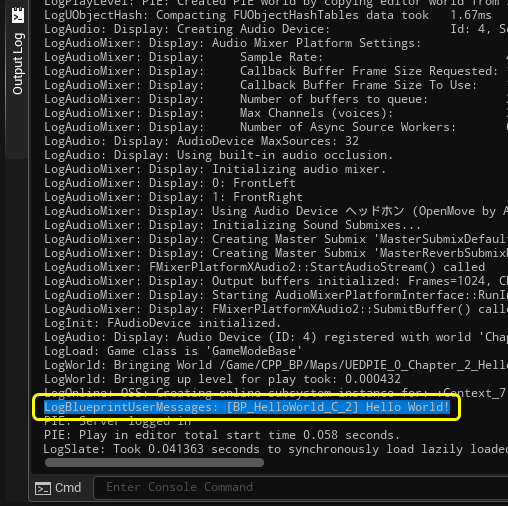 Output Log
LogPlayLevel: PIE: Created PIE world by copying editor world from
LogUObjectHash: Compacting FUObjectHashTables data took   1.67ms
LogAudio: Display: Creating Audio Device:                 Id: 4, Sc
LogAudioMixer: Display: Audio Mixer Platform Settings:
LogAudioMixer: Display:     Sample Rate:
LogAudioMixer: Display:     Callback Buffer Frame Size Requested:
LogAudioMixer: Display:     Callback Buffer Frame Size To Use:
LogAudioMixer: Display:     Number of buffers to queue:
LogAudioMixer: Display:     Max Channels (voices):
LogAudioMixer: Display:     Number of Async Source Workers:
LogAudio: Display: AudioDevice MaxSources: 32
LogAudio: Display: Using built-in audio occlusion.
LogAudioMixer: Display: Initializing audio mixer.
LogAudioMixer: Display: 0: FrontLeft
LogAudioMixer: Display: 1: FrontRight
LogAudioMixer: Display: Using Audio Device ヘッドホン (OpenMove by A
LogAudioMixer: Display: Initializing Sound Submixes...
LogAudioMixer: Display: Creating Master Submix 'MasterSubmixDefaul
LogAudioMixer: Display: Creating Master Submix 'MasterReverbSubmix
LogAudioMixer: FMixerPlatformXAudio2::StartAudioStream() called
LogAudioMixer: Display: Output buffers initialized: Frames=1024, C
LogAudioMixer: Display: Starting AudioMixerPlatformInterface::RunIn
LogAudioMixer: Display: FMixerPlatformXAudio2::SubmitBuffer() calle
LogInit: FAudioDevice initialized.
LogAudio: Display: Audio Device (ID: 4) registered with world 'Chap
LogLoad: Game class is 'GameModeBase'
LogWorld: Bringing World /Game/CPP_BP/Maps/UEDPIE_0_Chapter_2_Hell
LogWorld: Bringing up level for play took: 0.000432
LogOnline: OSS: Creating online subsystem instance for: :Context_7
LogBlueprintUserMessages: [BP_HelloWorld_C_2] Hello World!
PIE: Server logged in
PIE: Play in editor total start time 0.058 seconds.
LogSlate: Took 0.041363 seconds to synchronously load lazily loaded
Cmd
Enter Console Command